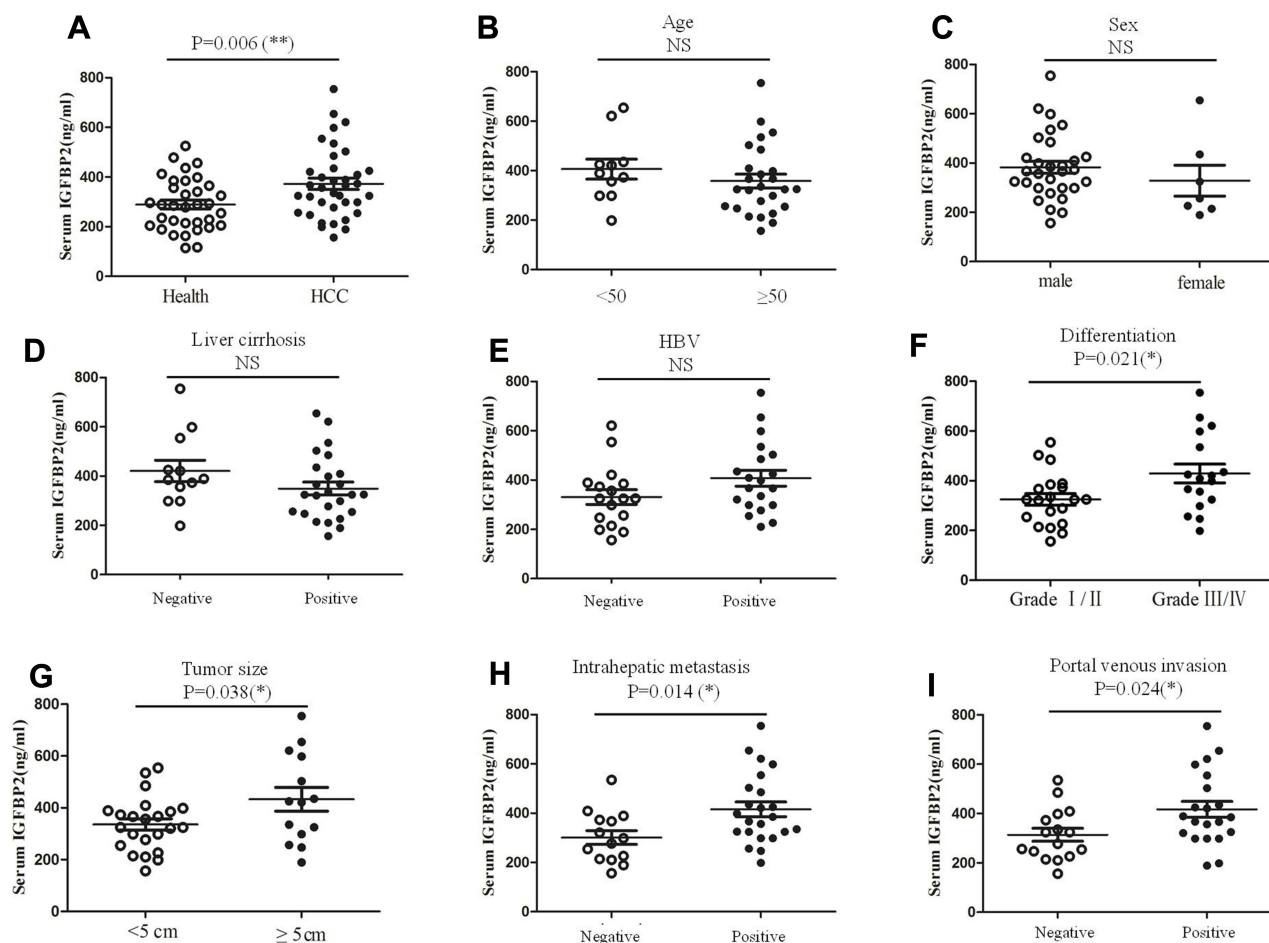 A
P=0.006 (**)
Serum IGFBP2(ng/ml)
800
600
400
200
0
Health HCC
B
Age
NS
Serum IGFBP2(ng/ml)
800
600
400
200
0
<50 ≥50
C
Sex
NS
Serum IGFBP2(ng/ml)
800
600
400
200
0
male female
D
Liver cirrhosis
NS
Serum IGFBP2(ng/ml)
800
600
400
200
0
Negative Positive
E
HBV
NS
Serum IGFBP2(ng/ml)
800
600
400
200
0
Negative Positive
F
Differentiation
P=0.021(*)
Serum IGFBP2(ng/ml)
800
600
400
200
0
Grade Ⅰ / II Grade III/IV
G
Tumor size
P=0.038(*)
Serum IGFBP2(ng/ml)
800
600
400
200
0
<5 cm ≥ 5cm
H
Intrahepatic metastasis
P=0.014 (*)
Serum IGFBP2(ng/ml)
800
600
400
200
0
Negative Positive
I
Portal venous invasion
P=0.024(*)
Serum IGFBP2(ng/ml)
800
600
400
200
0
Negative Positive